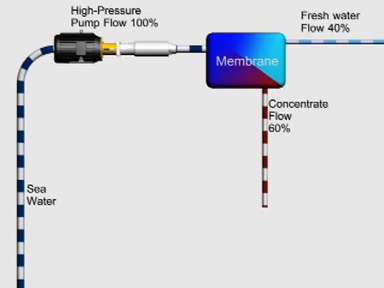 High-Pressure
Pump Flow 100%
Fresh water
Flow 40%
Membrane
Concentrate
Flow
60%
Sea
Water